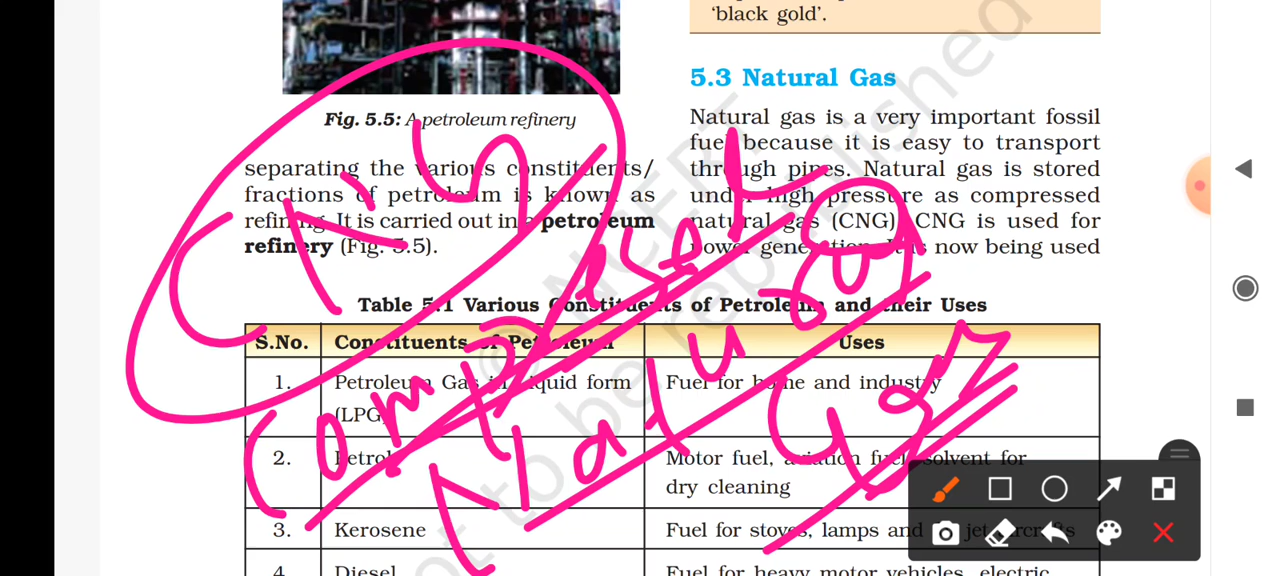 'black gold'.
Fig. 5.5: A petroleum refinery
separating the various constituents/
fractions of petroleum is known as
refining. It is carried out in a petroleum
refinery (Fig. 5.5).
5.3 Natural Gas
Natural gas is a very important fossil
fuel because it is easy to transport
through pipes. Natural gas is stored
under high pressure as compressed
natural gas (CNG). CNG is used for
power generation. It is now being used
CNG
Compressed
Natural
Gas
Table 5.1 Various Constituents of Petroleum and their Uses
S.No. Constituents of Petroleum Uses
1. Petroleum Gas in Liquid form Fuel for home and industry
(LPG)
2. Petrol Motor fuel, aviation fuel, solvent for
dry cleaning
3. Kerosene Fuel for stoves, lamps and jet aircrafts
4. Diesel Fuel for heavy motor vehicles, electric
© NCERT
not to be republished